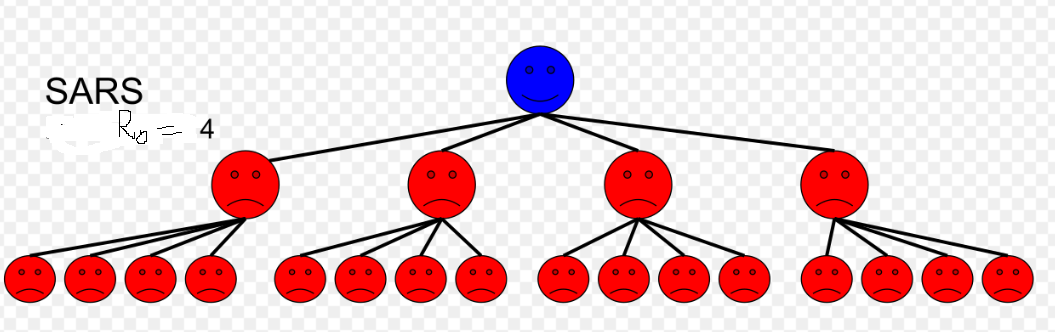 SARS
R₀ = 4